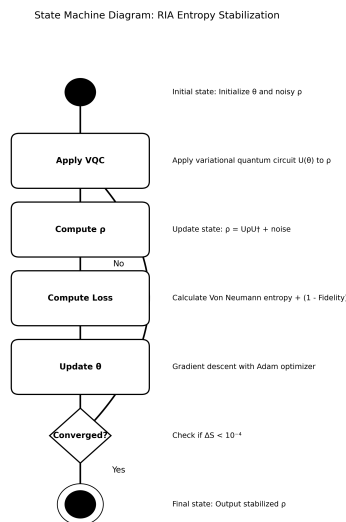 State Machine Diagram: RIA Entropy Stabilization
Initial state: Initialize θ and noisy ρ
Apply VQC
Apply variational quantum circuit U(θ) to ρ
Compute ρ
Update state: ρ = UρU† + noise
No
Compute Loss
Calculate Von Neumann entropy + (1 - Fidelity)
Update θ
Gradient descent with Adam optimizer
Converged?
Check if ΔS < 10⁻⁴
Yes
Final state: Output stabilized ρ